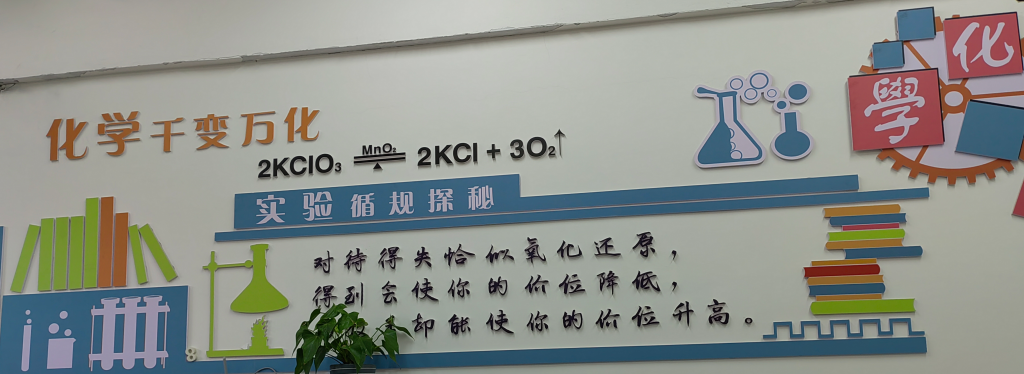 化学千变万化
2KClO₃ MnO₂ 2KCl + 3O₂↑
实验循规探秘
对待得失恰似氧化还原，
得到会使你的价位降低，
却能使你的价位升高。
化
學